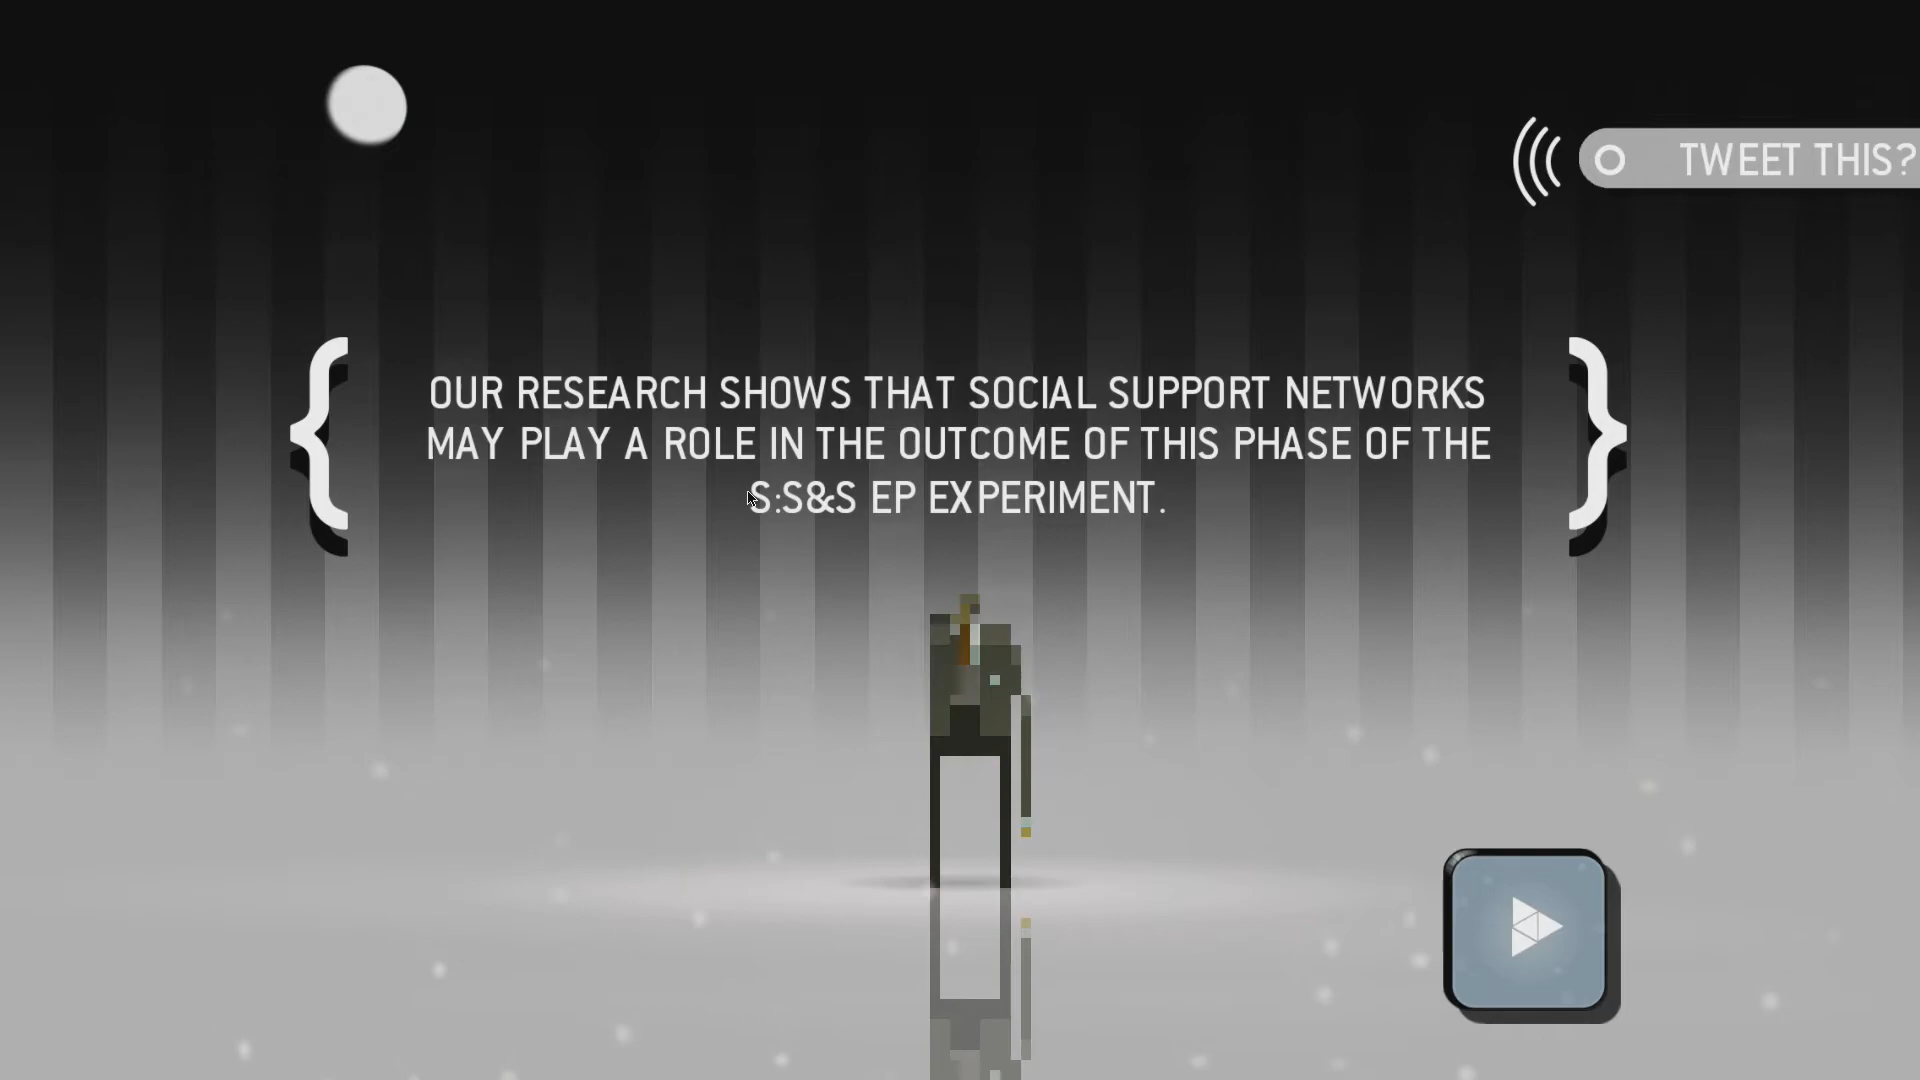 TWEET THIS?
OUR RESEARCH SHOWS THAT SOCIAL SUPPORT NETWORKS
MAY PLAY A ROLE IN THE OUTCOME OF THIS PHASE OF THE
S:S&S EP EXPERIMENT.